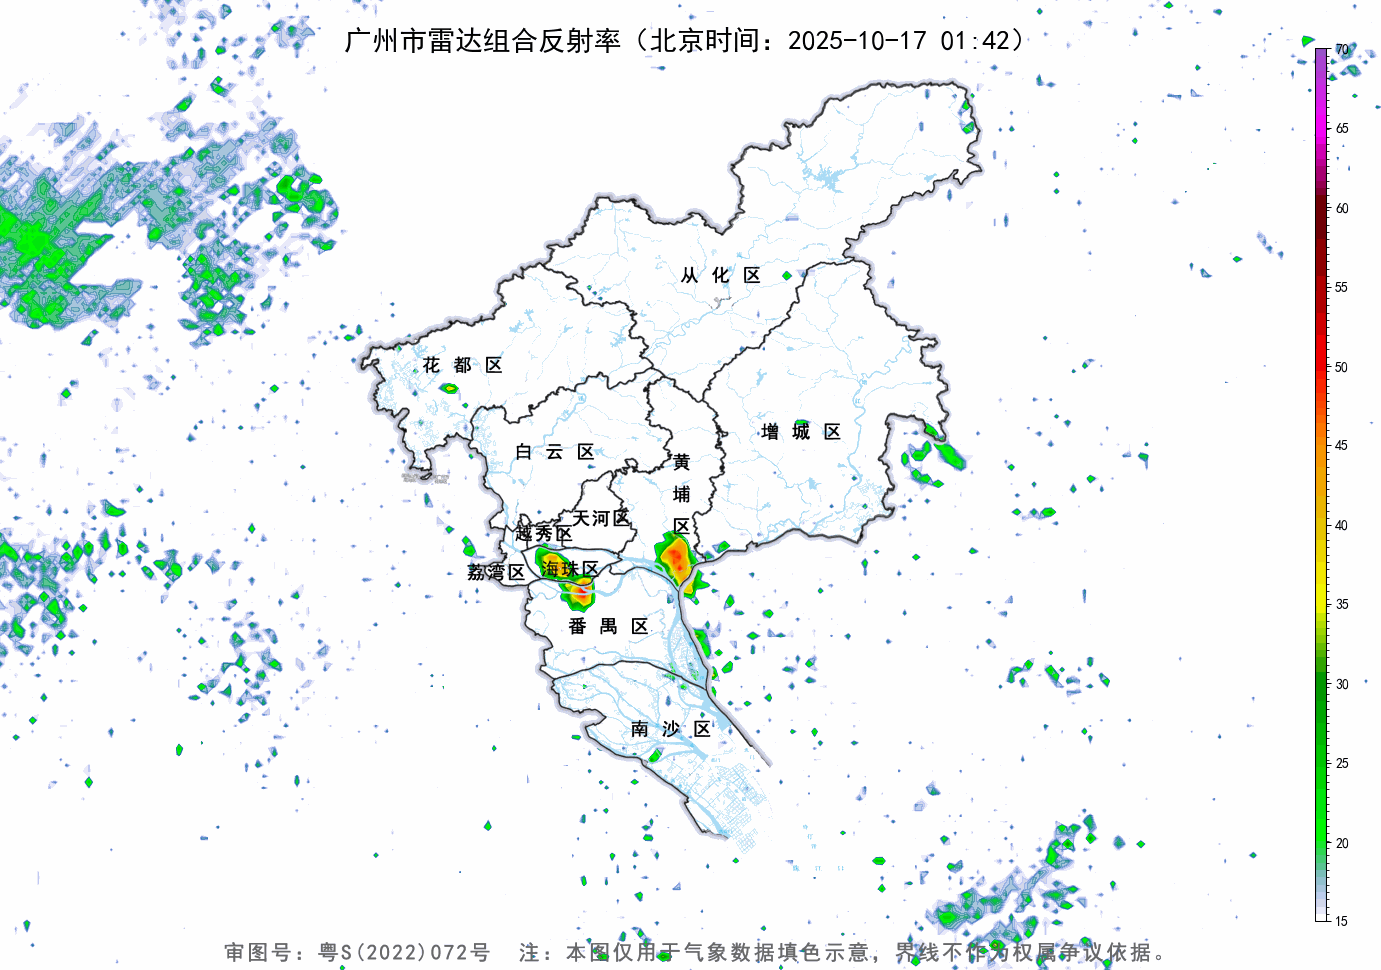 广州市雷达组合反射率（北京时间：2025-10-17 01:42）
70
65
60
55
50
45
40
35
30
25
20
15
从化区
花都区
增城区
白云区
黄埔区
天河区
越秀区
海珠区
荔湾区
番禺区
南沙区
审图号：粤S(2022)072号 注：本图仅用于气象数据填色示意，界线不作为权属争议依据。